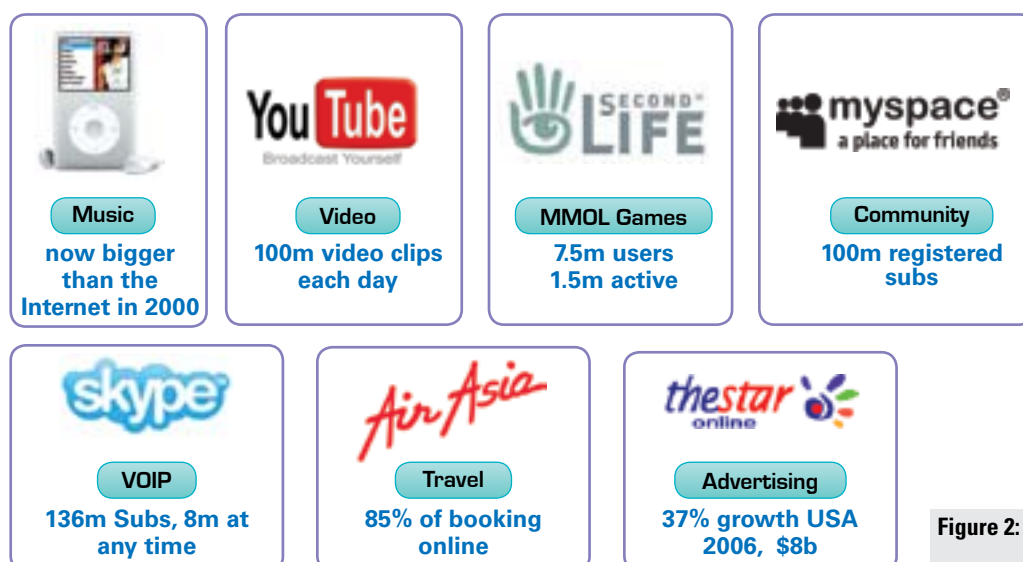 You Tube
Broadcast Yourself
SECOND
LIFE
myspace®
a place for friends
Music
Video
MMOL Games
Community
now bigger
than the
Internet in 2000
100m video clips
each day
7.5m users
1.5m active
100m registered
subs
skype
Air Asia
thestar
online
VOIP
Travel
Advertising
136m Subs, 8m at
any time
85% of booking
online
37% growth USA
2006, $8b
Figure 2: